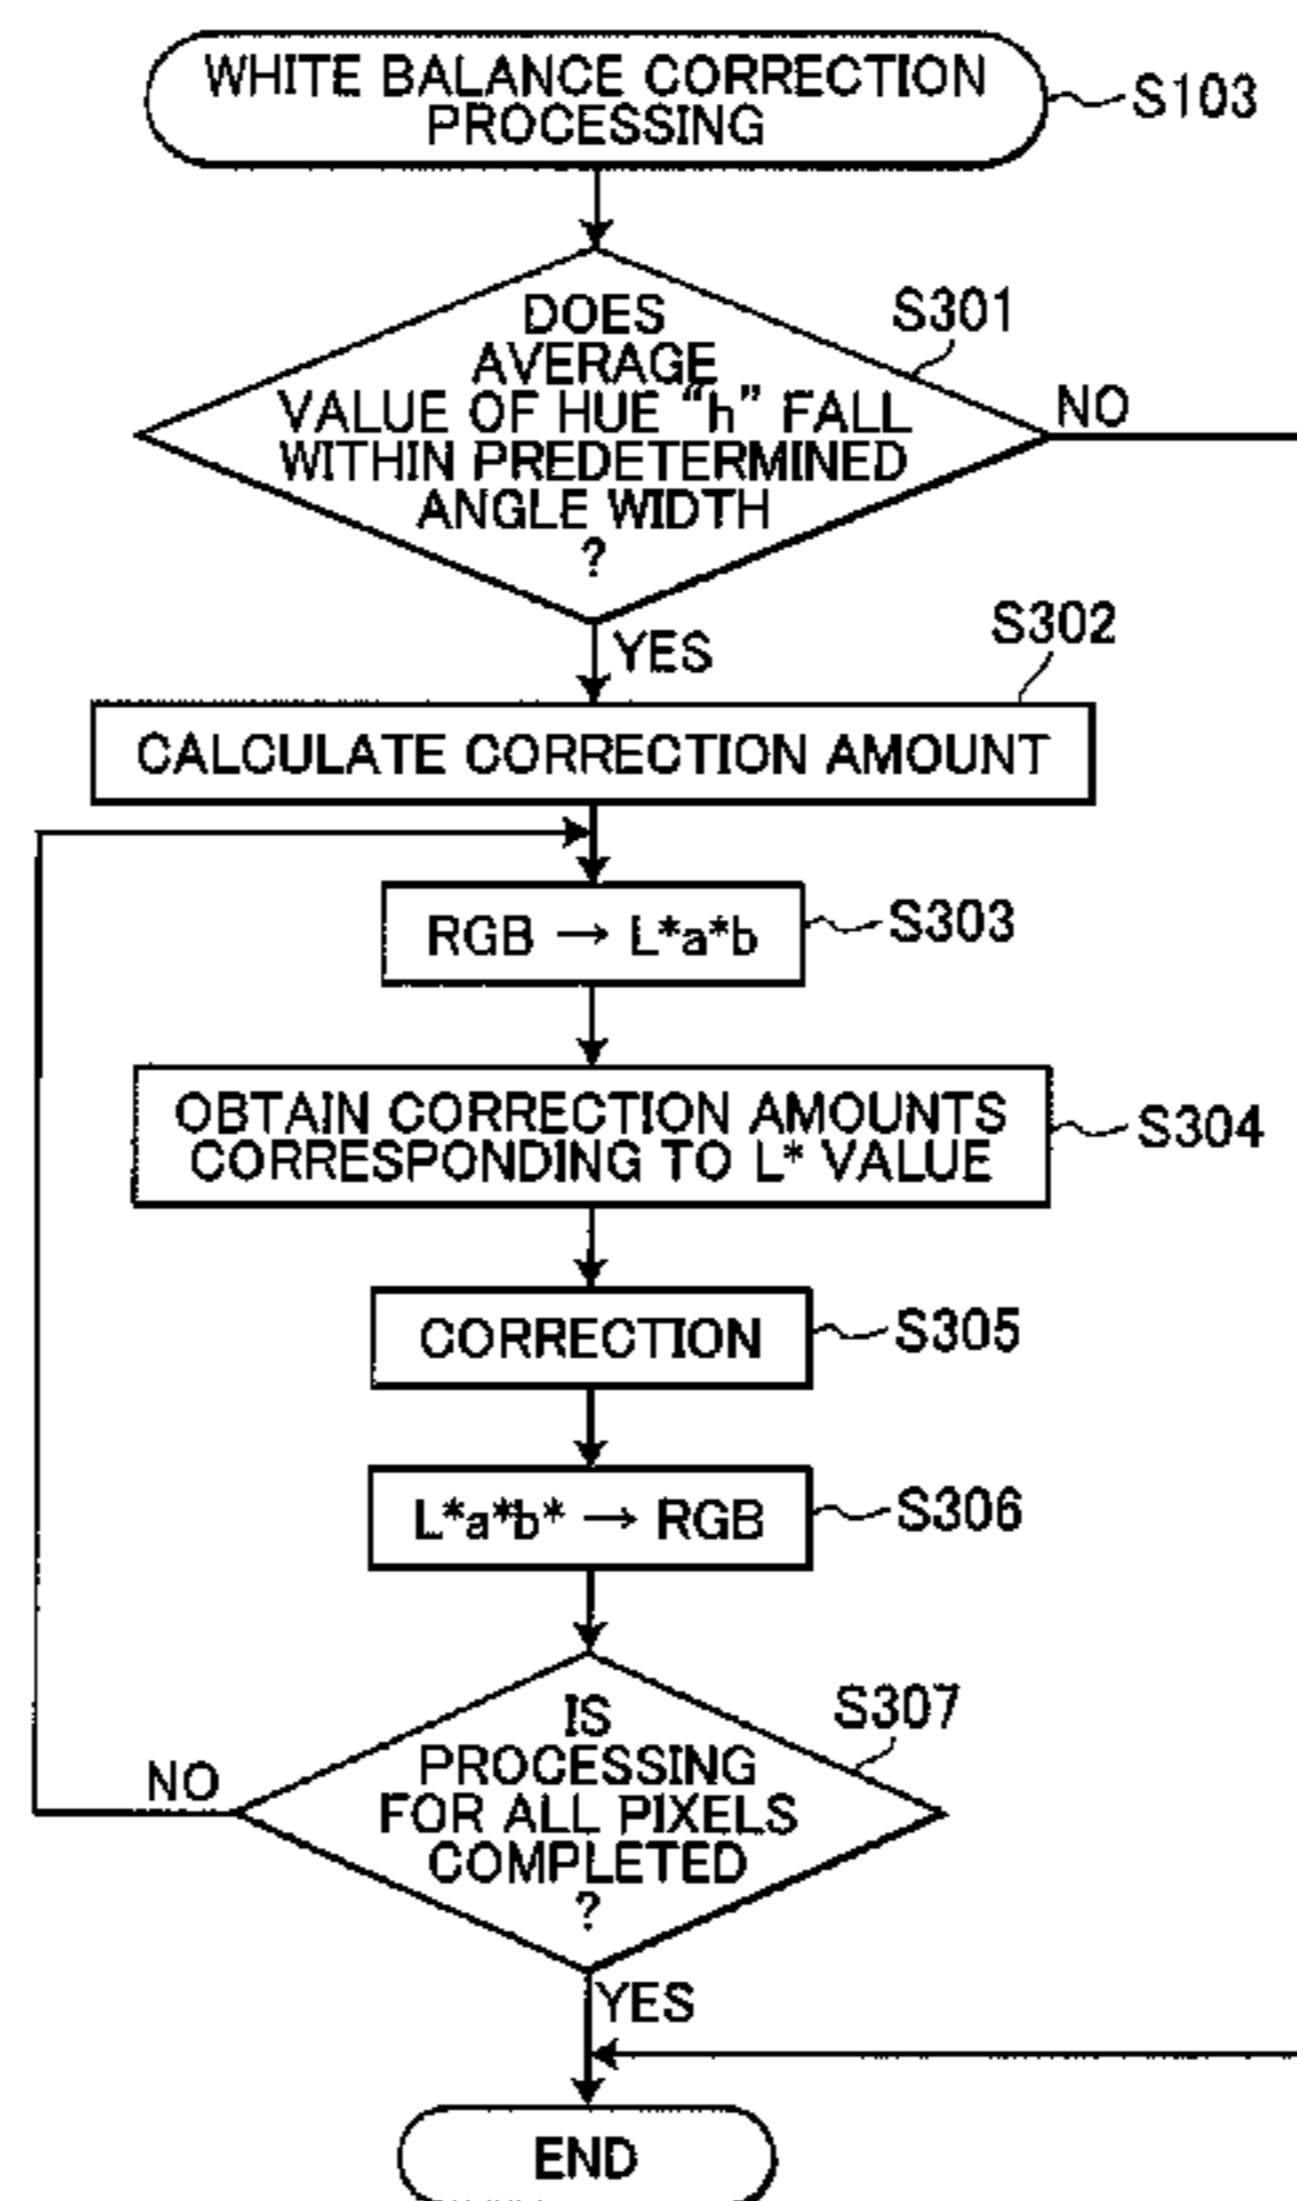 WHITE BALANCE CORRECTION
PROCESSING
S103
DOES
AVERAGE
VALUE OF HUE “h” FALL
WITHIN PREDETERMINED
ANGLE WIDTH
?
S301
NO
YES
S302
CALCULATE CORRECTION AMOUNT
RGB → L*a*b
S303
OBTAIN CORRECTION AMOUNTS
CORRESPONDING TO L* VALUE
S304
CORRECTION
S305
L*a*b* → RGB
S306
IS
PROCESSING
FOR ALL PIXELS
COMPLETED
?
S307
NO
YES
END